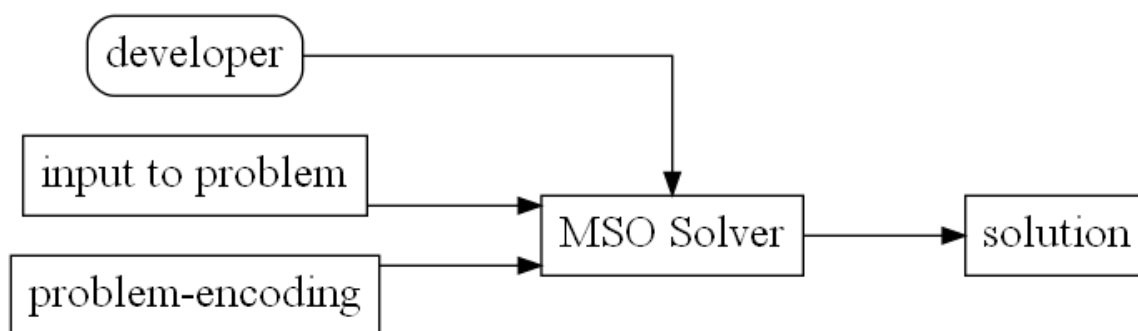 developer
input to problem
MSO Solver
solution
problem-encoding